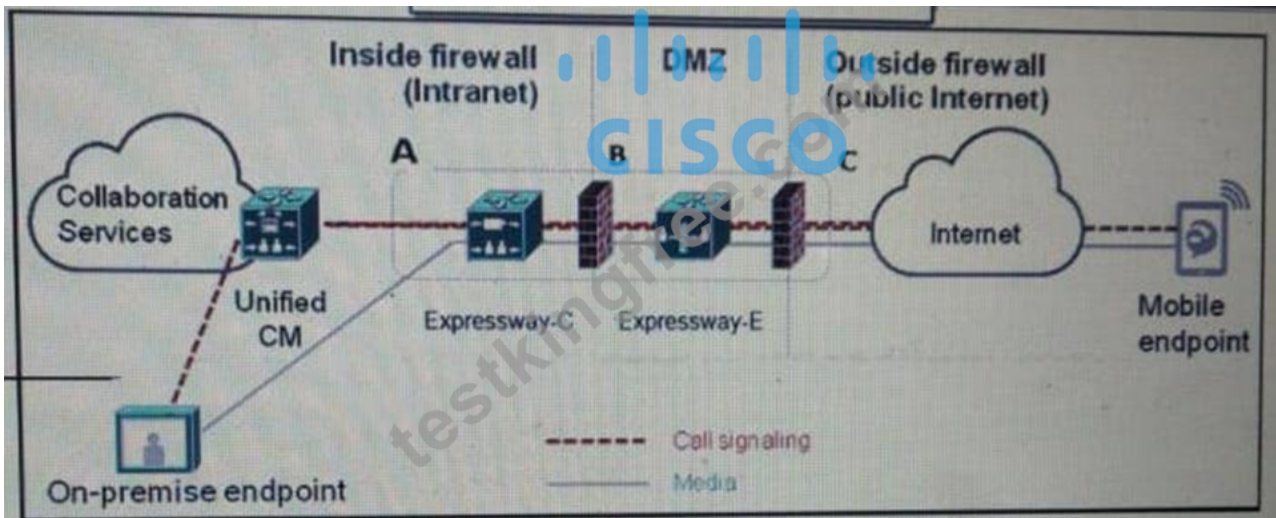 Inside firewall
(Intranet)
DMZ
Outside firewall
(public Internet)
CISCO
A
B
C
Collaboration
Services
Internet
Unified
CM
Expressway-C
Expressway-E
Mobile
endpoint
On-premise endpoint
Call signaling
Media
testkingfree.com